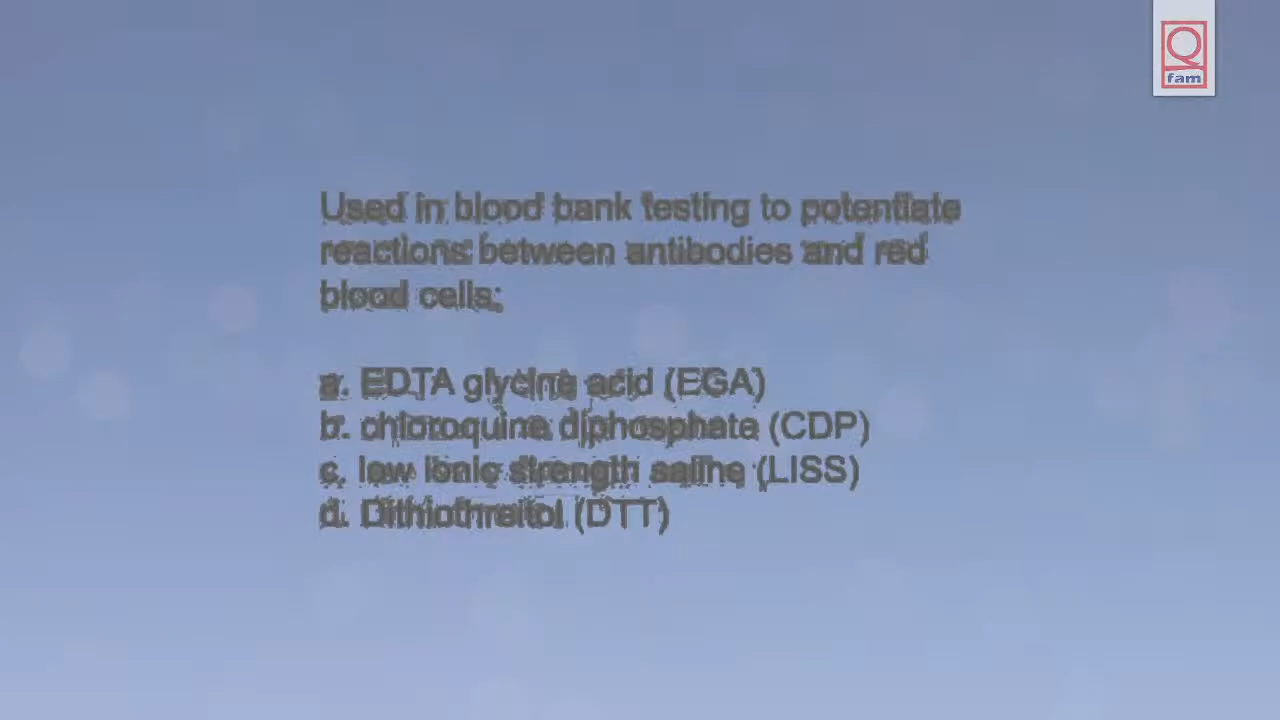 Q
fam
Used in blood bank testing to potentiate
reactions between antibodies and red
blood cells;
a. EDTA glycine acid (EGA)
b. chloroquine diphosphate (CDP)
c. low ionic strength saline (LISS)
d. Dithiothreitol (DTT)